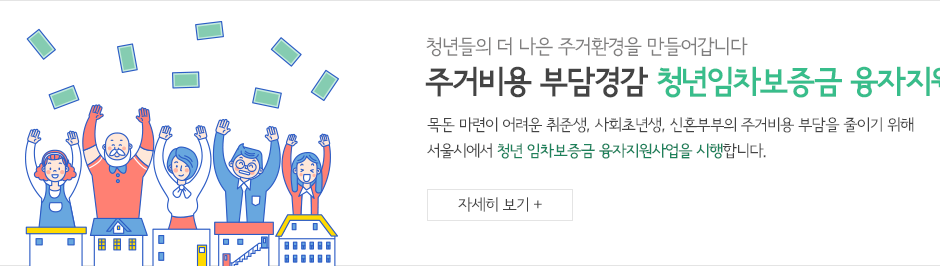 청년들의 더 나은 주거환경을 만들어갑니다
주거비용 부담경감 청년임차보증금 융자지원
목돈 마련이 어려운 취준생, 사회초년생, 신혼부부의 주거비용 부담을 줄이기 위해
서울시에서 청년 임차보증금 융자지원사업을 시행합니다.
자세히 보기 +